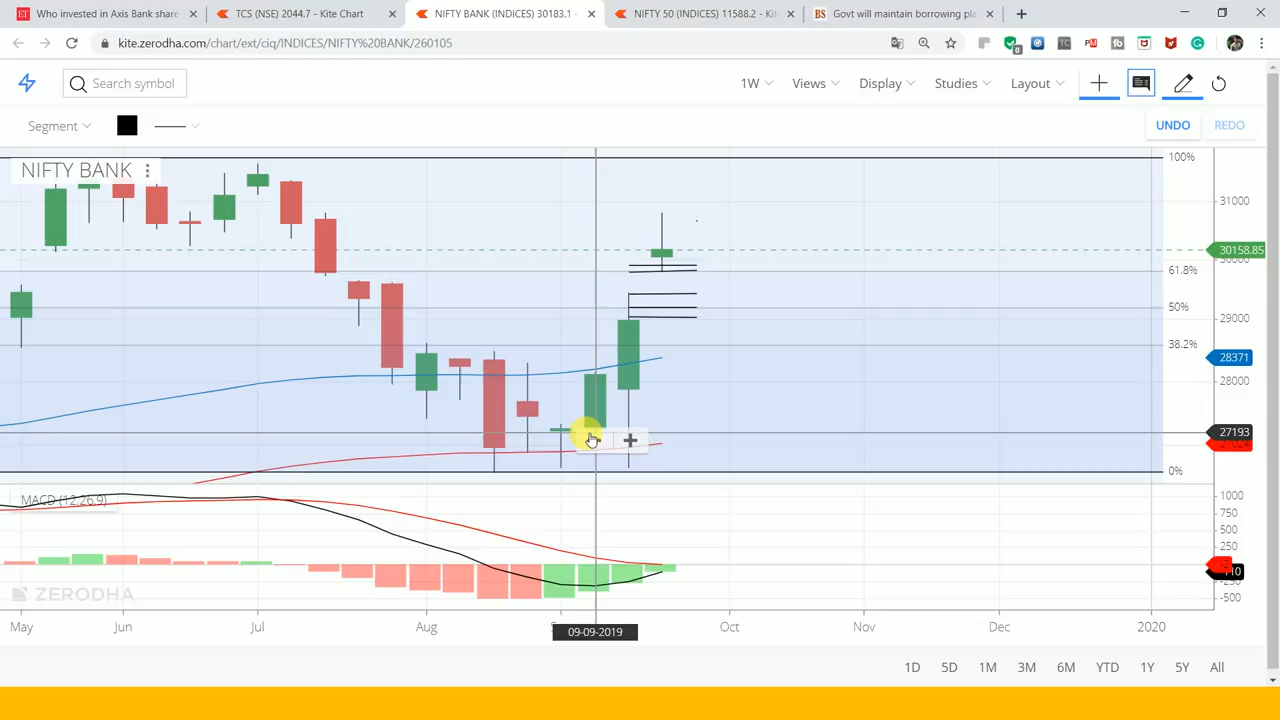 Who invested in Axis Bank share
TCS (NSE) 2044.7 - Kite Chart
NIFTY BANK (INDICES) 30183.1 -
NIFTY 50 (INDICES) 11588.2 - Kit
BS
Govt will maintain borrowing pla
kite.zerodha.com/chart/ext/ciq/INDICES/NIFTY%20BANK/260105
Search symbol
1W
Views
Display
Studies
Layout
Segment
UNDO
REDO
NIFTY BANK
100%
61.8%
50%
38.2%
0%
31000
30158.85
30000
29000
28371
28000
27193
MACD (12,26,9)
1000
750
500
250
-500
ZERODHA
May
Jun
Jul
Aug
09-09-2019
Oct
Nov
Dec
2020
1D
5D
1M
3M
6M
YTD
1Y
5Y
All